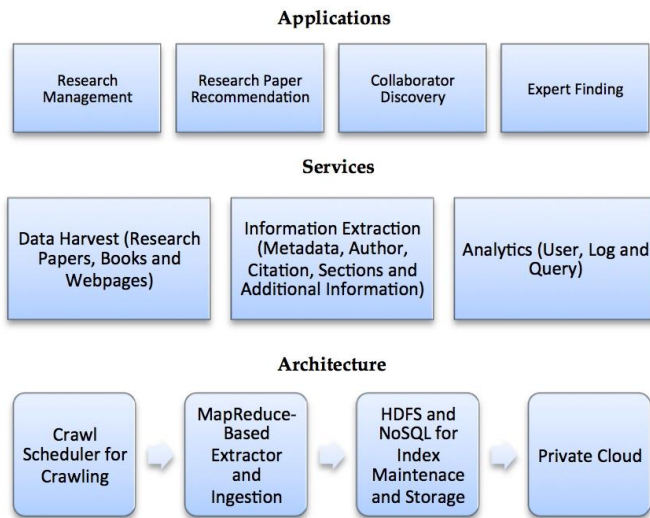 Applications
Research
Management
Research Paper
Recommendation
Collaborator
Discovery
Expert Finding
Services
Data Harvest (Research
Papers, Books and
Webpages)
Information Extraction
(Metadata, Author,
Citation, Sections and
Additional Information)
Analytics (User, Log and
Query)
Architecture
Crawl
Scheduler for
Crawling
MapReduce-
Based
Extractor
and
Ingestion
HDFS and
NoSQL for
Index
Maintenace
and Storage
Private Cloud